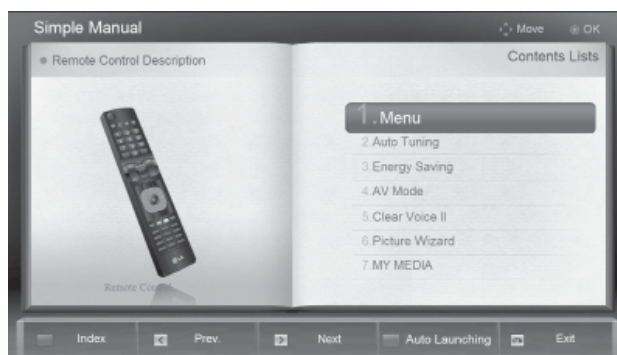 Simple Manual
Move
OK
Remote Control Description
Contents Lists
1.Menu
2.Auto Tuning
3.Energy Saving
4.AV Mode
5.Clear Voice II
6.Picture Wizard
7.MY MEDIA
LG
Remote
Index
Prev.
Next
Auto Launching
Exit